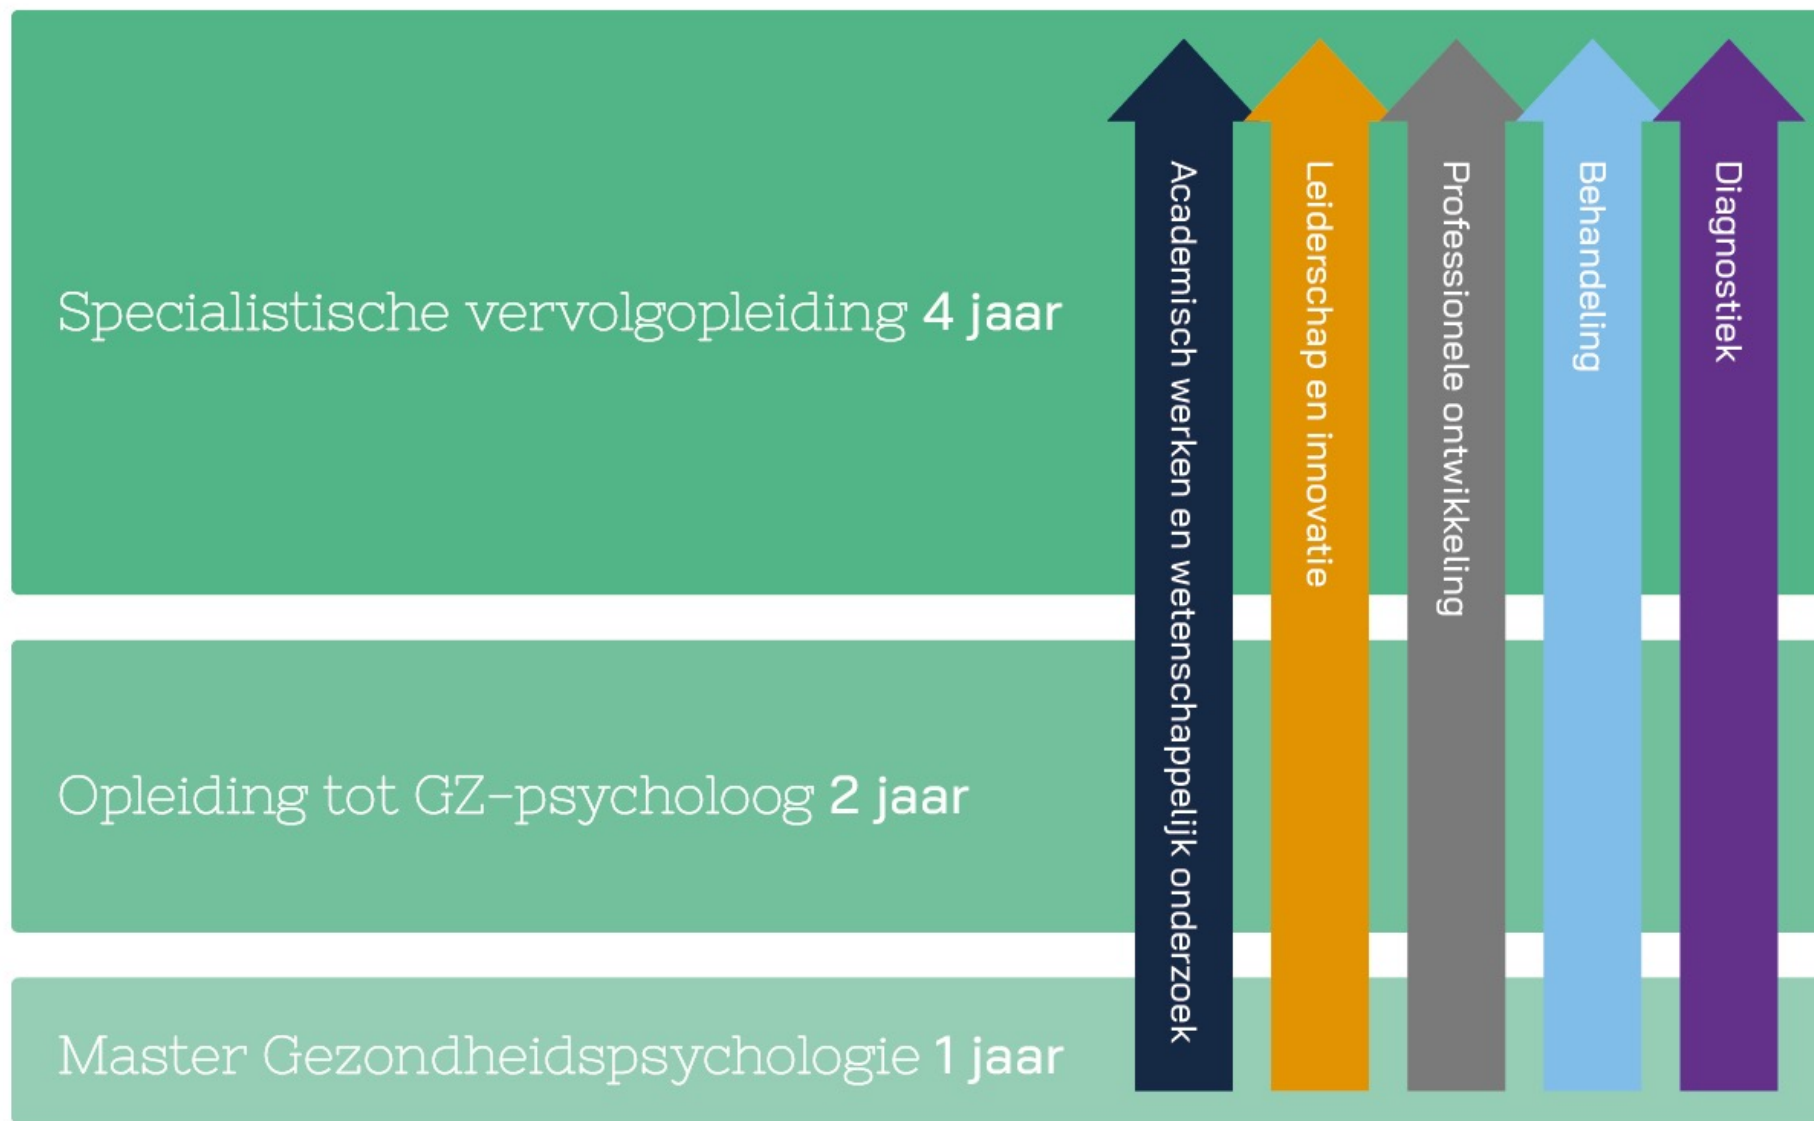 Specialistische vervolgopleiding 4 jaar
Opleiding tot GZ-psycholoog 2 jaar
Master Gezondheidspsychologie 1 jaar
Academisch werken en wetenschappelijk onderzoek
Leiderschap en innovatie
Professionele ontwikkeling
Behandeling
Diagnostiek